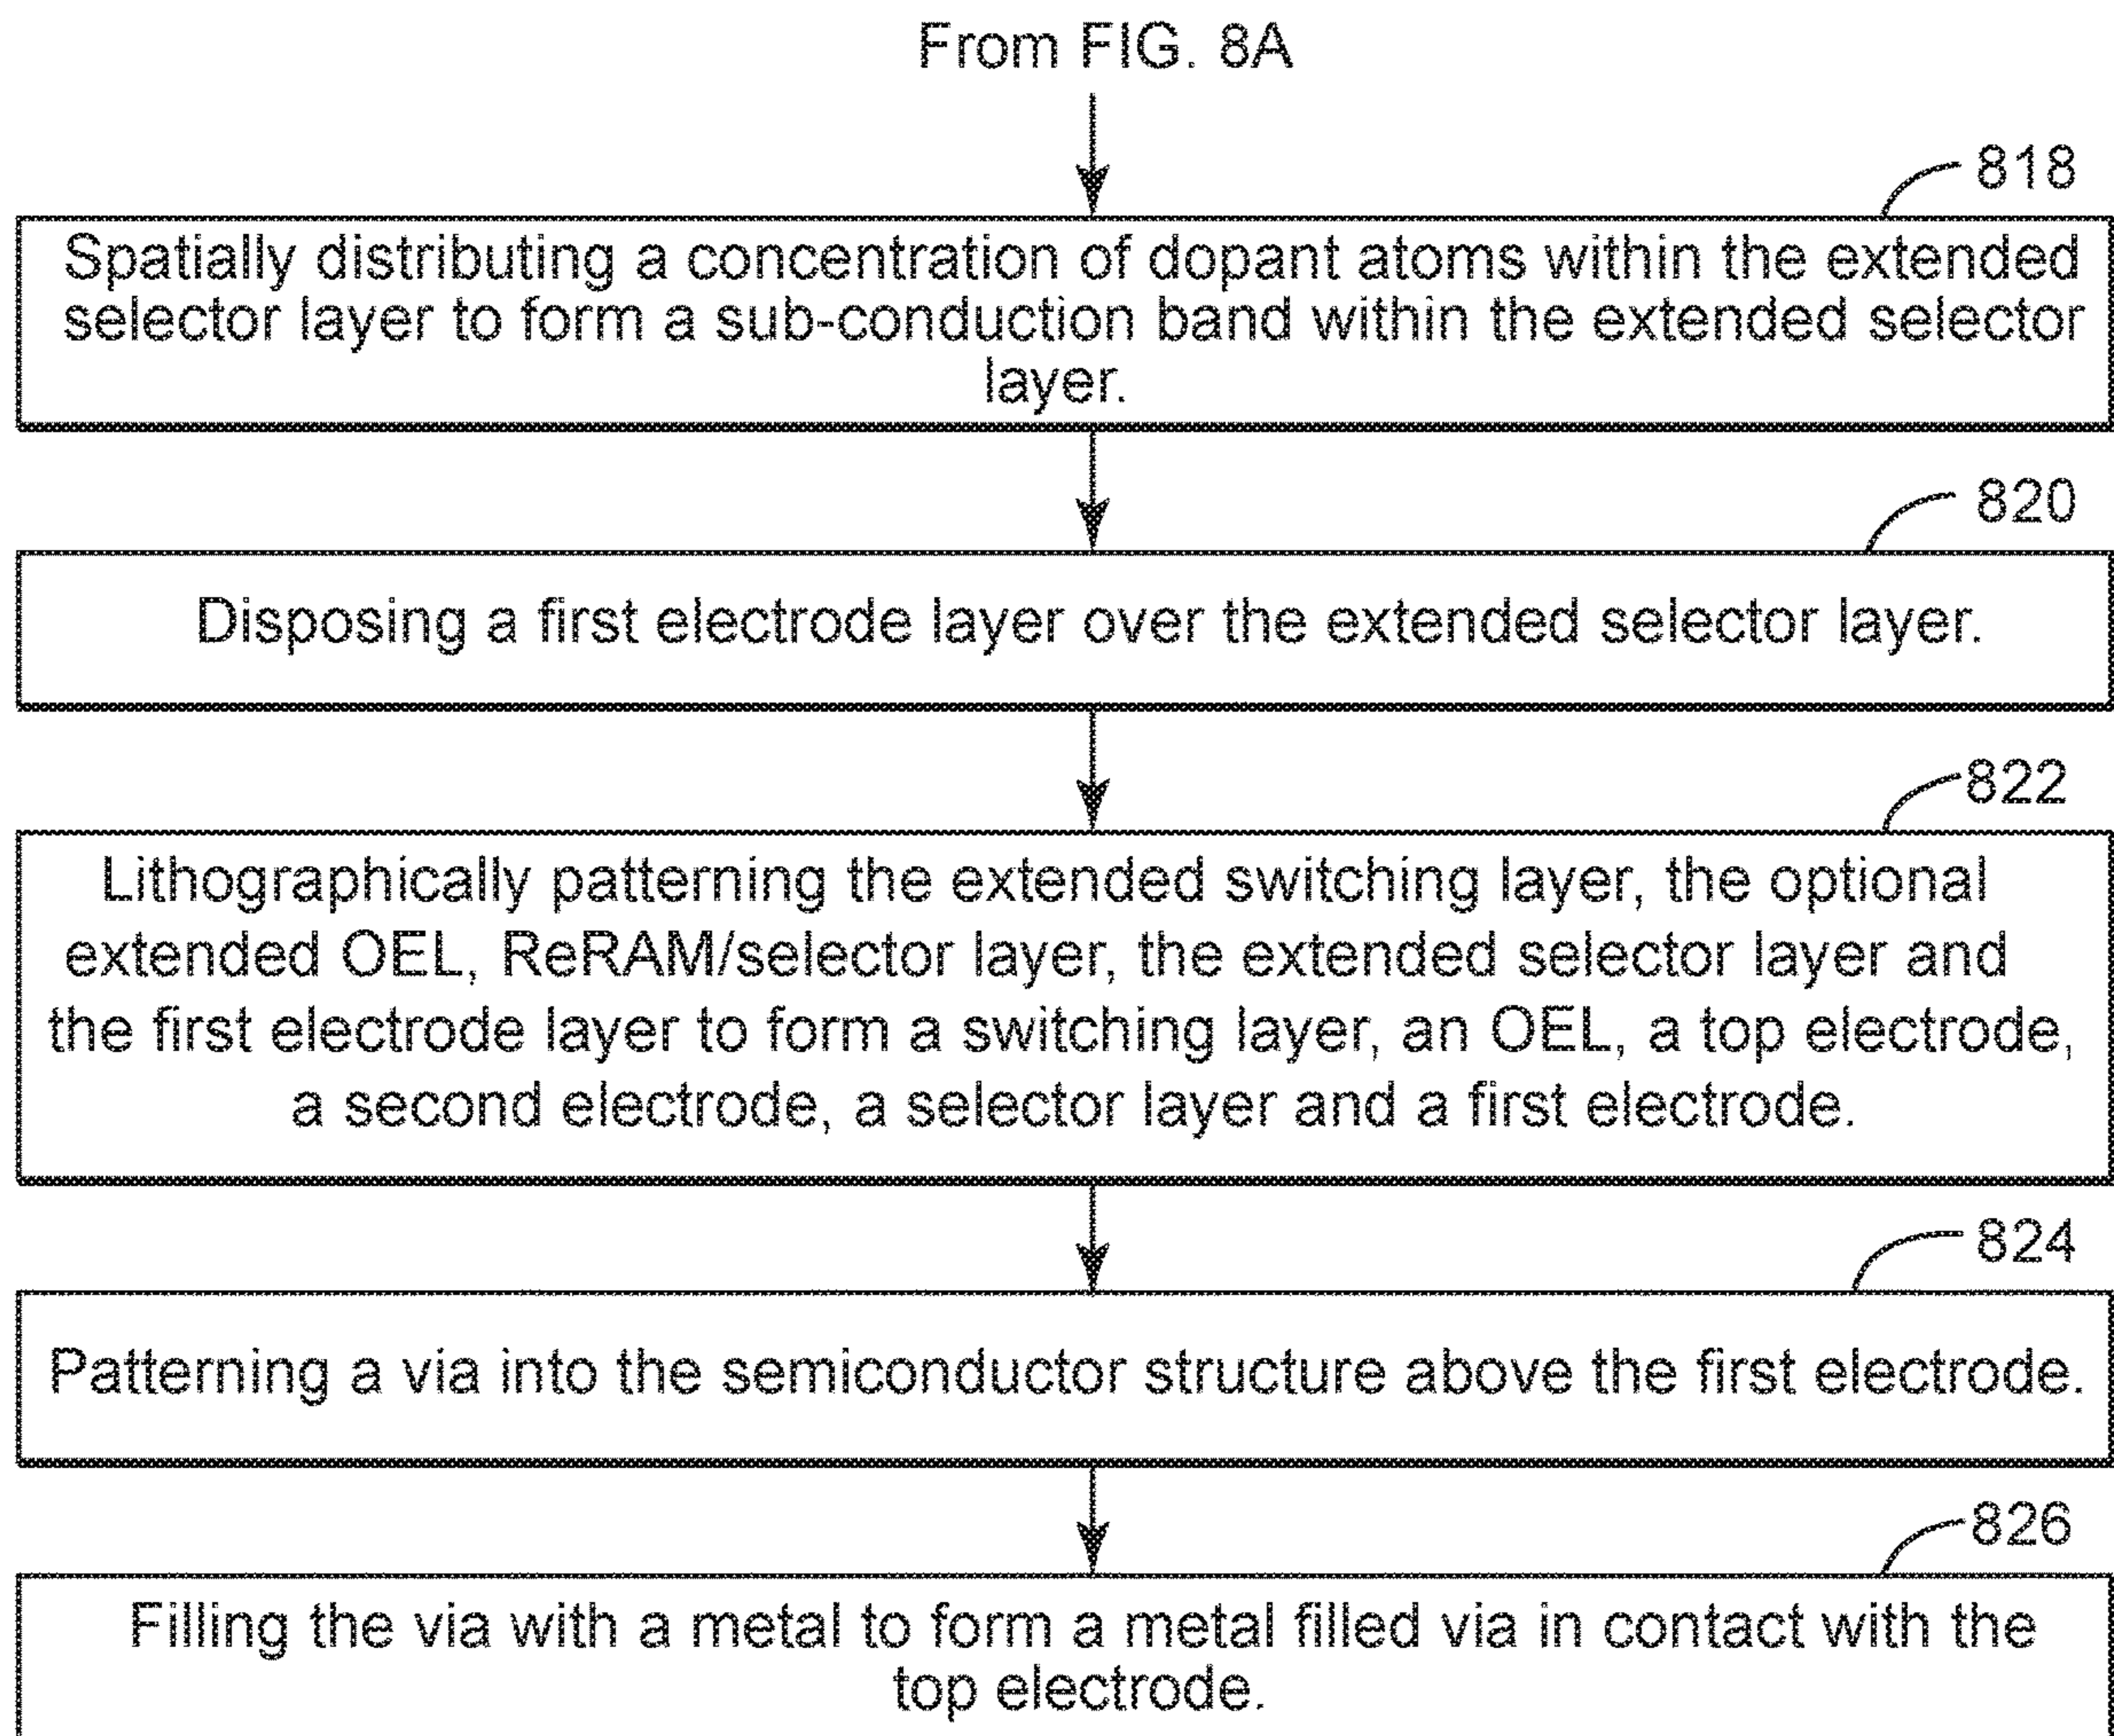 From FIG. 8A
818
Spatially distributing a concentration of dopant atoms within the extended
selector layer to form a sub-conduction band within the extended selector
layer.
820
Disposing a first electrode layer over the extended selector layer.
822
Lithographically patterning the extended switching layer, the optional
extended OEL, ReRAM/selector layer, the extended selector layer and
the first electrode layer to form a switching layer, an OEL, a top electrode,
a second electrode, a selector layer and a first electrode.
824
Patterning a via into the semiconductor structure above the first electrode.
826
Filling the via with a metal to form a metal filled via in contact with the
top electrode.